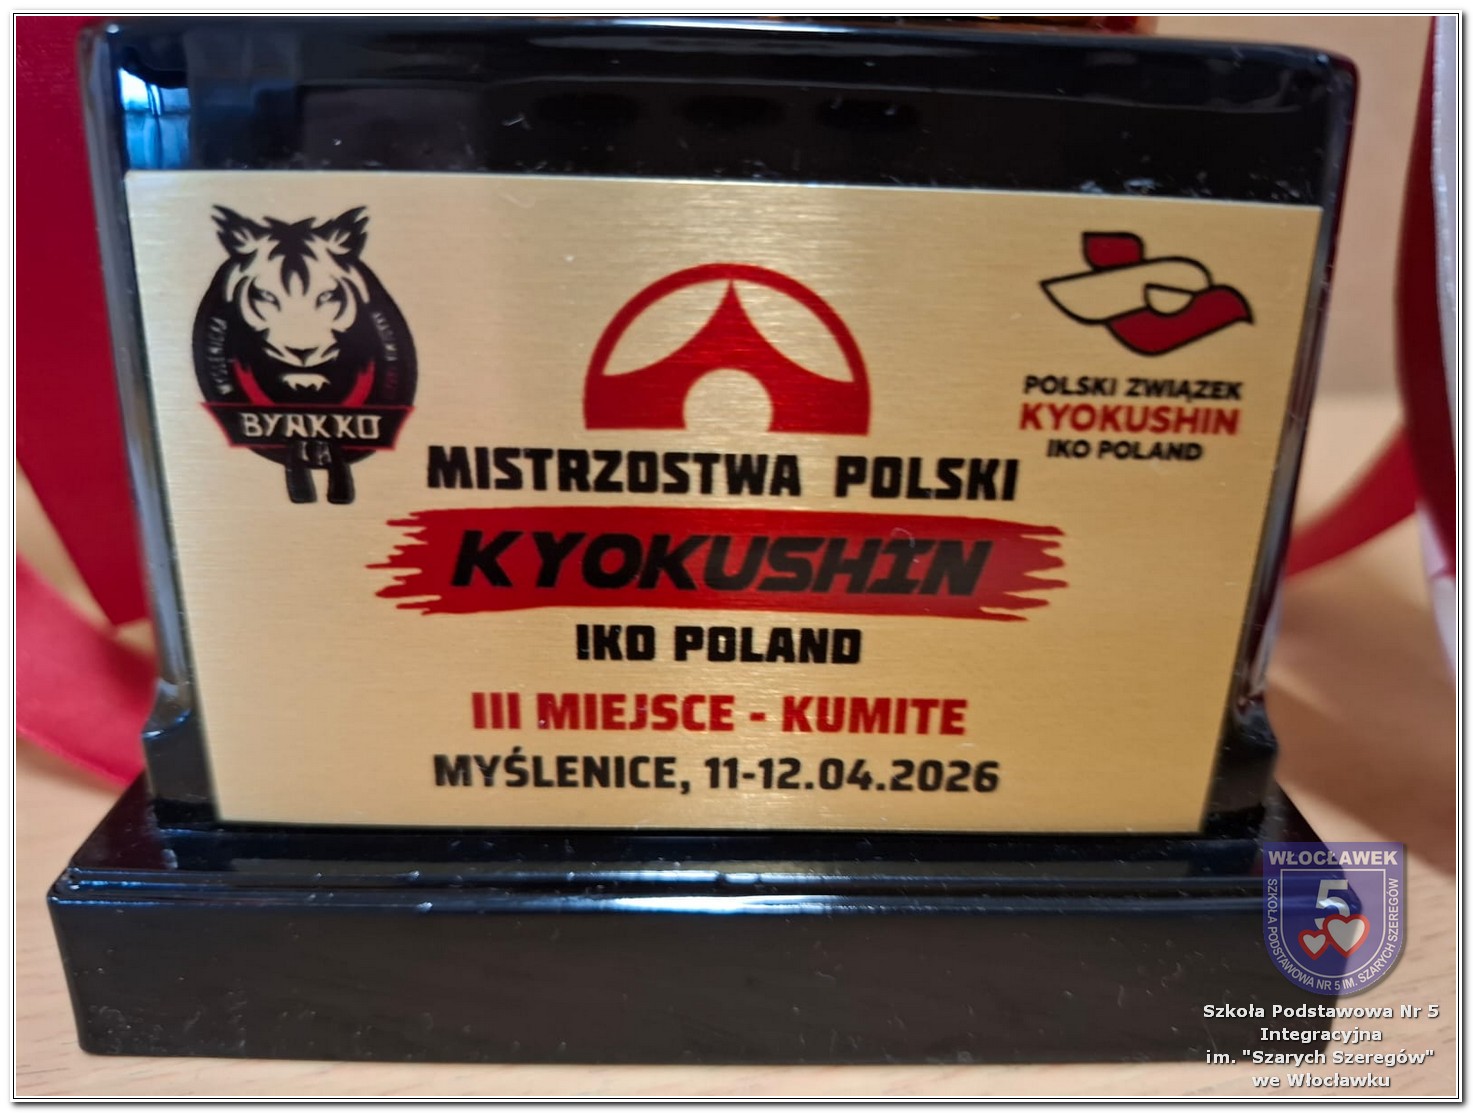 BYAKKO
POLSKI ZWIĄZEK
KYOKUSHIN
IKO POLAND
MISTRZOSTWA POLSKI
KYOKUSHIN
IKO POLAND
III MIEJSCE - KUMITE
MYŚLENICE, 11-12.04.2026
WŁOCŁAWEK
5
SZKOŁA PODSTAWOWA NR 5 IM. SZARYCH SZEREGÓW
Szkoła Podstawowa Nr 5
Integracyjna
im. "Szarych Szeregów"
we Włocławku